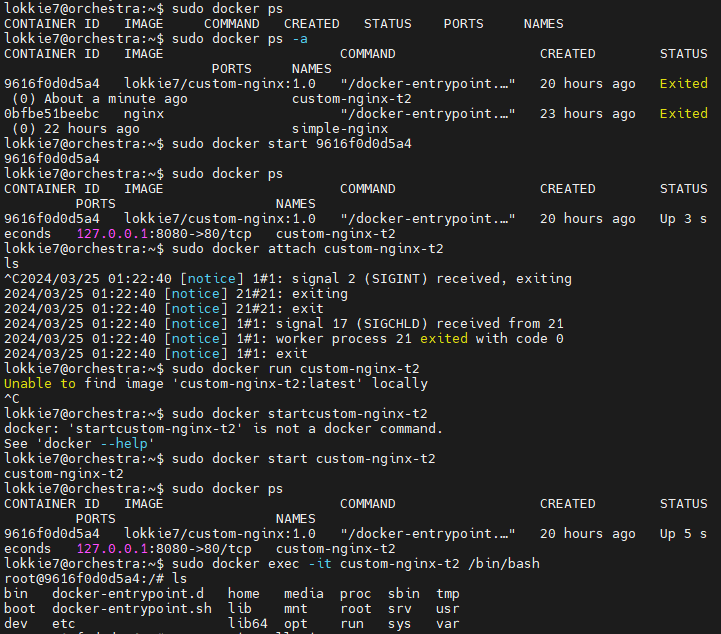 lokkie7@orchestra:~$ sudo docker ps
CONTAINER ID   IMAGE     COMMAND   CREATED   STATUS    PORTS     NAMES
lokkie7@orchestra:~$ sudo docker ps -a
CONTAINER ID   IMAGE                      COMMAND                  CREATED        STATUS
                          PORTS     NAMES
9616f0d0d5a4   lokkie7/custom-nginx:1.0   "/docker-entrypoint.…"   20 hours ago   Exited
 (0) About a minute ago             custom-nginx-t2
0bfbe51beebc   nginx                      "/docker-entrypoint.…"   23 hours ago   Exited
 (0) 22 hours ago                   simple-nginx
lokkie7@orchestra:~$ sudo docker start 9616f0d0d5a4
9616f0d0d5a4
lokkie7@orchestra:~$ sudo docker ps
CONTAINER ID   IMAGE                      COMMAND                  CREATED        STATUS
         PORTS                    NAMES
9616f0d0d5a4   lokkie7/custom-nginx:1.0   "/docker-entrypoint.…"   20 hours ago   Up 3 s
econds   127.0.0.1:8080->80/tcp   custom-nginx-t2
lokkie7@orchestra:~$ sudo docker attach custom-nginx-t2
ls
^C2024/03/25 01:22:40 [notice] 1#1: signal 2 (SIGINT) received, exiting
2024/03/25 01:22:40 [notice] 21#21: exiting
2024/03/25 01:22:40 [notice] 21#21: exit
2024/03/25 01:22:40 [notice] 1#1: signal 17 (SIGCHLD) received from 21
2024/03/25 01:22:40 [notice] 1#1: worker process 21 exited with code 0
2024/03/25 01:22:40 [notice] 1#1: exit
lokkie7@orchestra:~$ sudo docker run custom-nginx-t2
Unable to find image 'custom-nginx-t2:latest' locally
^C
lokkie7@orchestra:~$ sudo docker startcustom-nginx-t2
docker: 'startcustom-nginx-t2' is not a docker command.
See 'docker --help'
lokkie7@orchestra:~$ sudo docker start custom-nginx-t2
custom-nginx-t2
lokkie7@orchestra:~$ sudo docker ps
CONTAINER ID   IMAGE                      COMMAND                  CREATED        STATUS
         PORTS                    NAMES
9616f0d0d5a4   lokkie7/custom-nginx:1.0   "/docker-entrypoint.…"   20 hours ago   Up 5 s
econds   127.0.0.1:8080->80/tcp   custom-nginx-t2
lokkie7@orchestra:~$ sudo docker exec -it custom-nginx-t2 /bin/bash
root@9616f0d0d5a4:/# ls
bin   docker-entrypoint.d   home   media  proc  sbin  tmp
boot  docker-entrypoint.sh  lib    mnt    root  srv   usr
dev   etc                   lib64  opt    run   sys   var